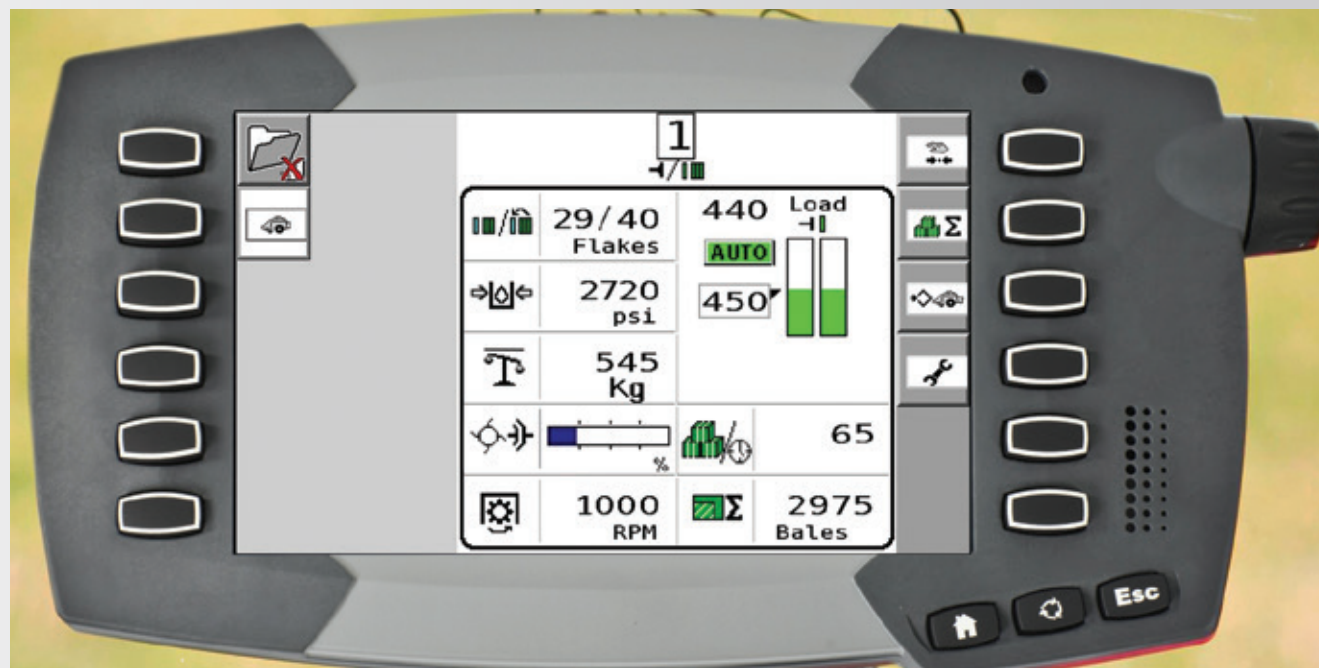 1
29/40
Flakes
440
Load
AUTO
2720
psi
450
545
Kg
%
65
1000
RPM
Σ
2975
Bales
Σ
Esc